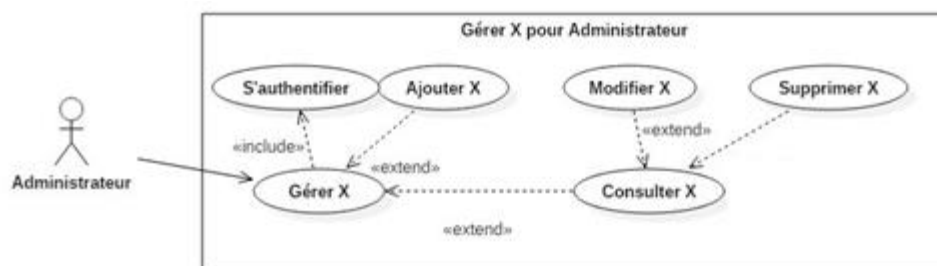 Gérer X pour Administrateur
S'authentifier
Ajouter X
Modifier X
Supprimer X
«include»
«extend»
«extend»
Administrateur
Gérer X
Consulter X
«extend»